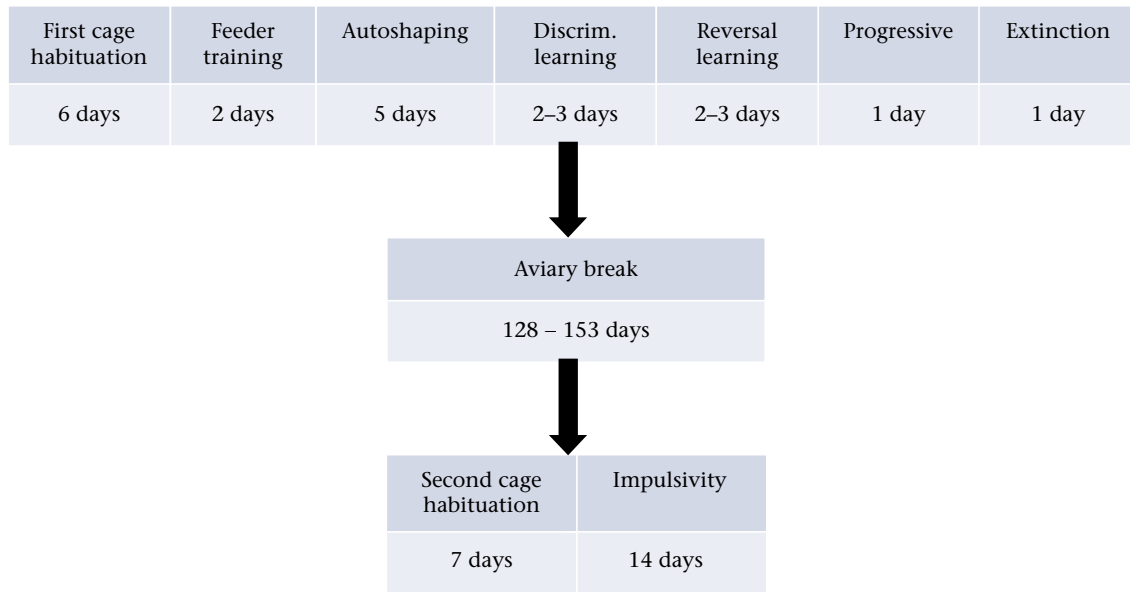 First cage
habituation
Feeder
training
Autoshaping
Discrim.
learning
Reversal
learning
Progressive
Extinction
6 days
2 days
5 days
2–3 days
2–3 days
1 day
1 day
Aviary break
128 – 153 days
Second cage
habituation
Impulsivity
7 days
14 days